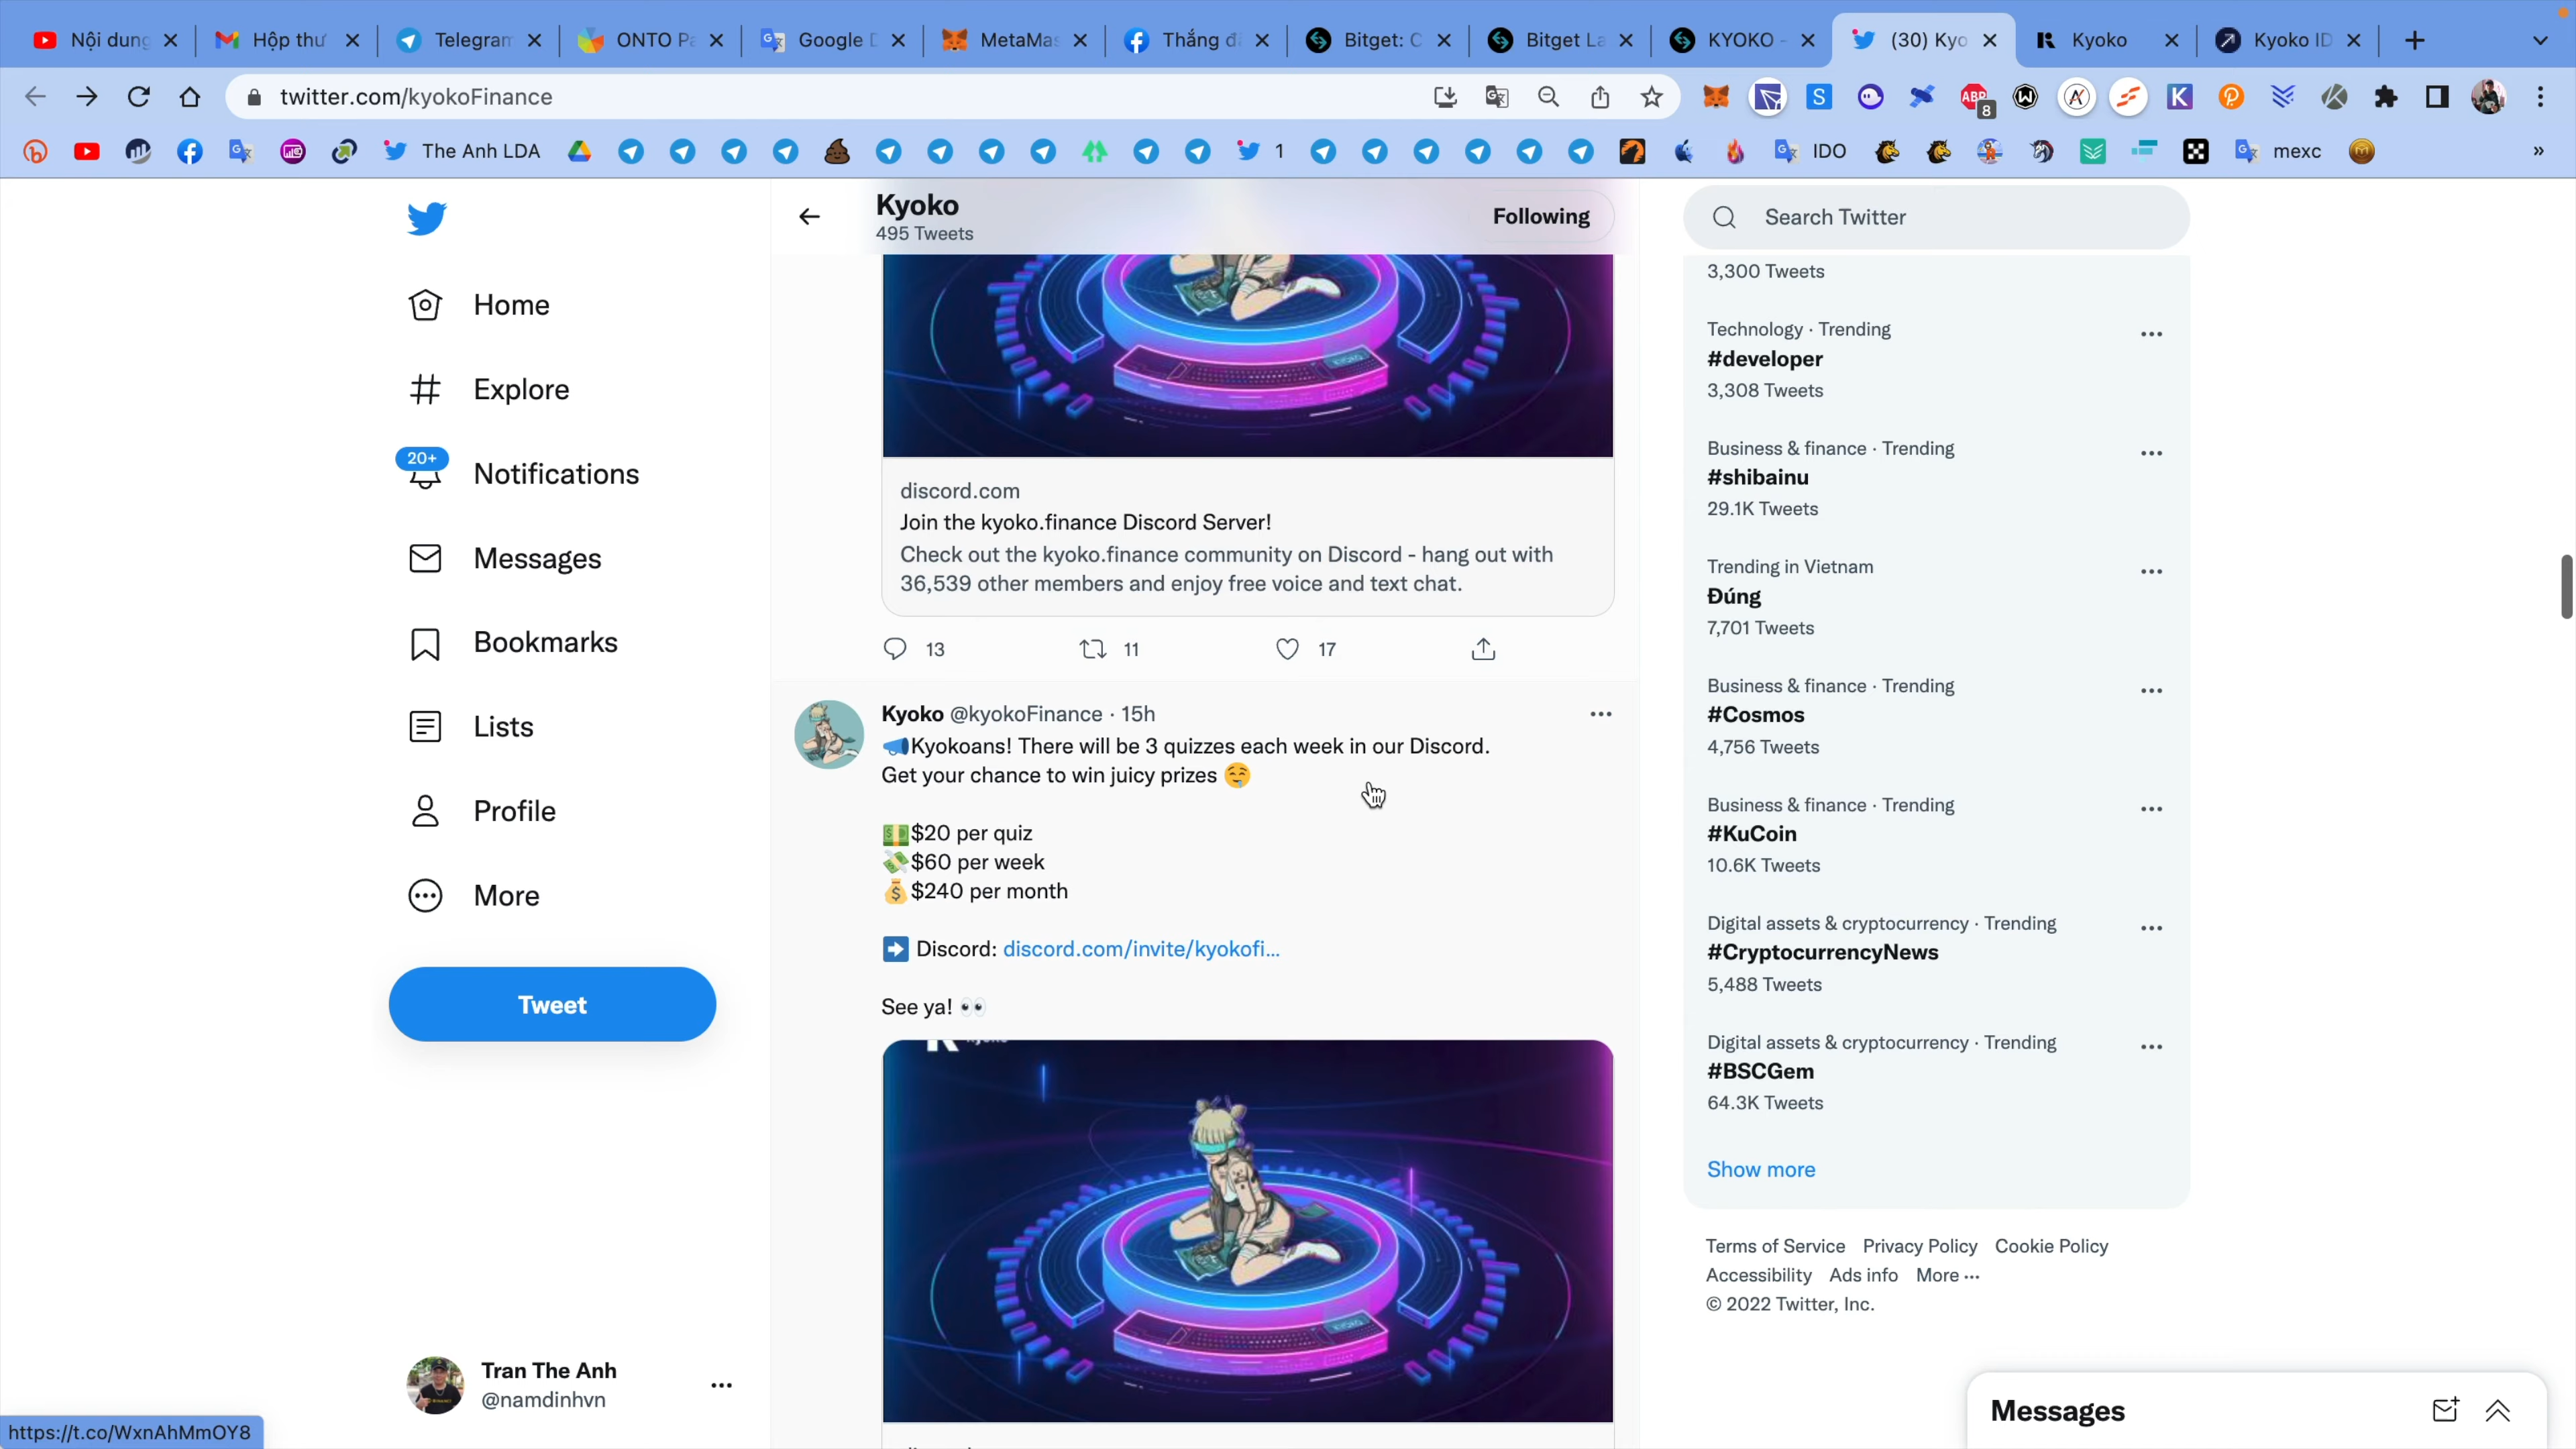 Nội dung
Hộp thư
Telegram
ONTO Pa
Google D
MetaMas
Thắng đ
Bitget: C
Bitget La
KYOKO -
(30) Kyo
Kyoko
Kyoko ID
twitter.com/kyokoFinance
ABP
8
The Anh LDA
1
IDO
mexc
»
Kyoko
495 Tweets
Following
Search Twitter
Home
Explore
20+
Notifications
Messages
Bookmarks
Lists
Profile
More
Tweet
Tran The Anh
@namdinhvn
https://t.co/WxnAhMmOY8
KYOKO
discord.com
Join the kyoko.finance Discord Server!
Check out the kyoko.finance community on Discord - hang out with
36,539 other members and enjoy free voice and text chat.
13
11
17
Kyoko @kyokoFinance · 15h
📣Kyokoans! There will be 3 quizzes each week in our Discord.
Get your chance to win juicy prizes 🤤
💵$20 per quiz
💸$60 per week
💰$240 per month
➡️ Discord: discord.com/invite/kyokofi...
See ya! 👀
KYOKO
3,300 Tweets
Technology · Trending
#developer
3,308 Tweets
Business & finance · Trending
#shibainu
29.1K Tweets
Trending in Vietnam
Đúng
7,701 Tweets
Business & finance · Trending
#Cosmos
4,756 Tweets
Business & finance · Trending
#KuCoin
10.6K Tweets
Digital assets & cryptocurrency · Trending
#CryptocurrencyNews
5,488 Tweets
Digital assets & cryptocurrency · Trending
#BSCGem
64.3K Tweets
Show more
Terms of Service Privacy Policy Cookie Policy
Accessibility Ads info More ···
© 2022 Twitter, Inc.
Messages